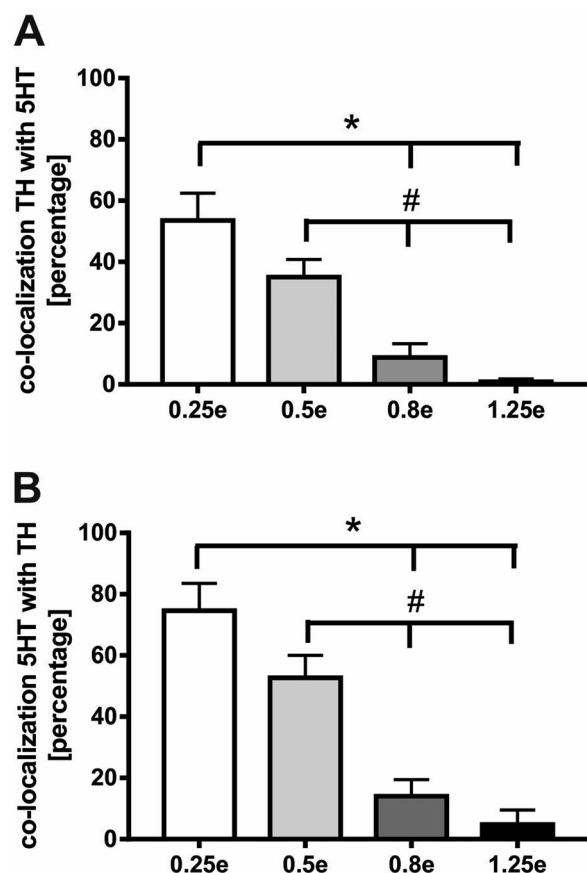 A
co-localization TH with 5HT
[percentage]
100
80
60
40
20
0
*
#
0.25e 0.5e 0.8e 1.25e
B
co-localization 5HT with TH
[percentage]
100
80
60
40
20
0
*
#
0.25e 0.5e 0.8e 1.25e